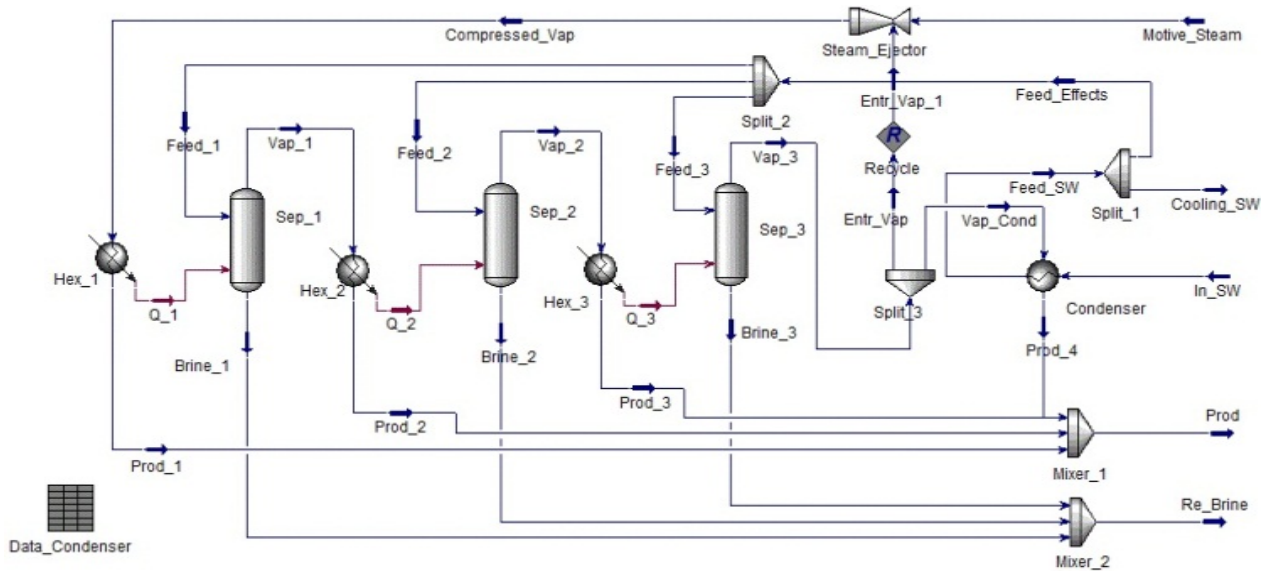 Compressed_Vap
Steam_Ejector
Motive_Steam
Split_2
Entr_Vap_1
Feed_Effects
Feed_1
Vap_1
Feed_2
Vap_2
Feed_3
Vap_3
R
Recycle
Feed_SW
Split_1
Cooling_SW
Sep_1
Sep_2
Sep_3
Entr_Vap
Vap_Cond
Hex_1
Q_1
Hex_2
Q_2
Hex_3
Q_3
Split_3
Condenser
In_SW
Brine_1
Brine_2
Brine_3
Prod_4
Prod_1
Prod_2
Prod_3
Prod
Mixer_1
Re_Brine
Mixer_2
Data_Condenser